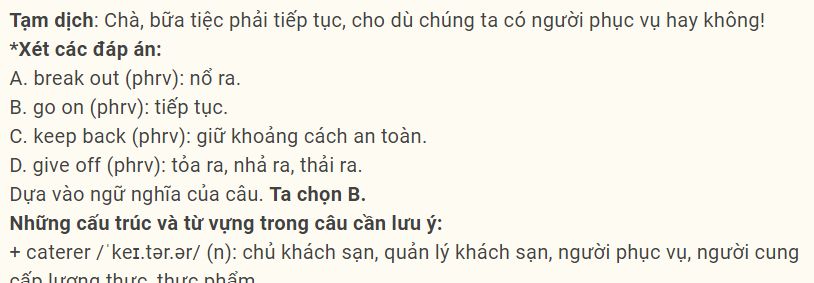 Tạm dịch: Chà, bữa tiệc phải tiếp tục, cho dù chúng ta có người phục vụ hay không!
*Xét các đáp án:
A. break out (phrv): nổ ra.
B. go on (phrv): tiếp tục.
C. keep back (phrv): giữ khoảng cách an toàn.
D. give off (phrv): tỏa ra, nhả ra, thải ra.
Dựa vào ngữ nghĩa của câu. Ta chọn B.
Những cấu trúc và từ vựng trong câu cần lưu ý:
+ caterer /ˈkeɪ.tər.ər/ (n): chủ khách sạn, quản lý khách sạn, người phục vụ, người cung
cấp lương thực, thực phẩm